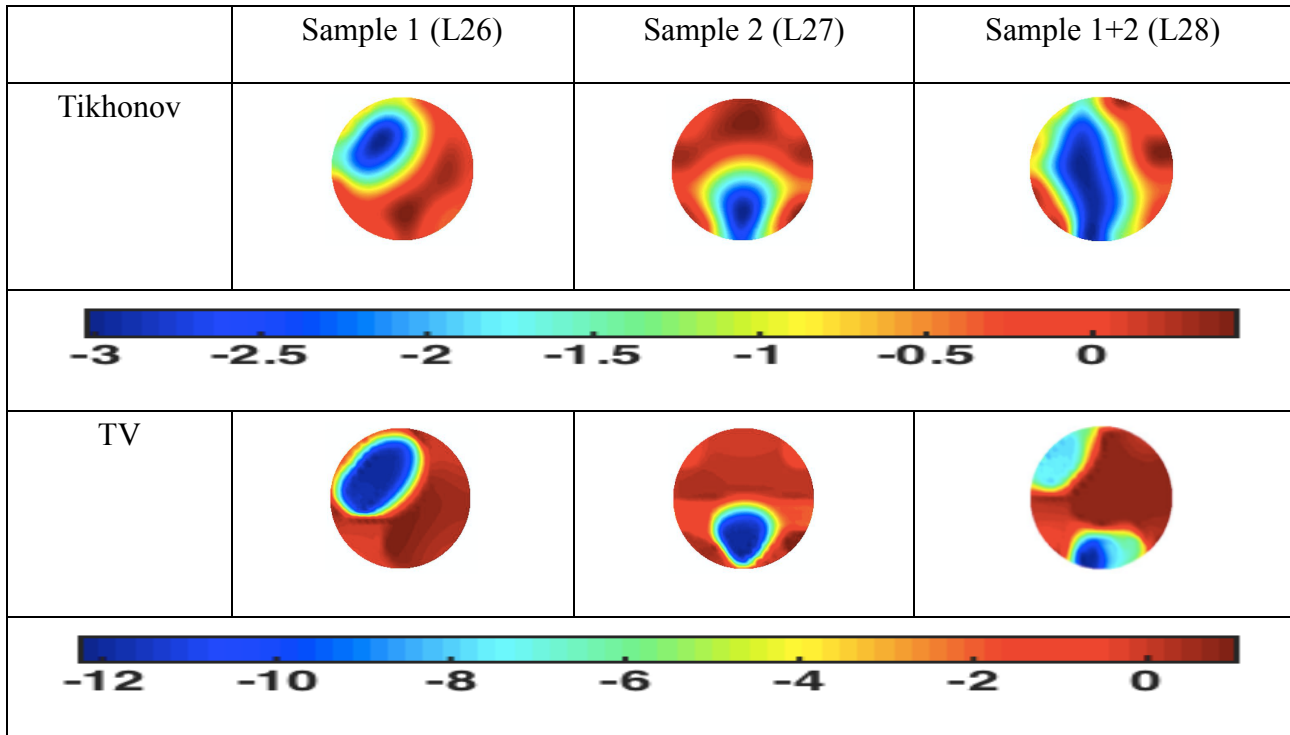 Sample 1 (L26) Sample 2 (L27) Sample 1+2 (L28)
Tikhonov
-3 -2.5 -2 -1.5 -1 -0.5 0
TV
-12 -10 -8 -6 -4 -2 0